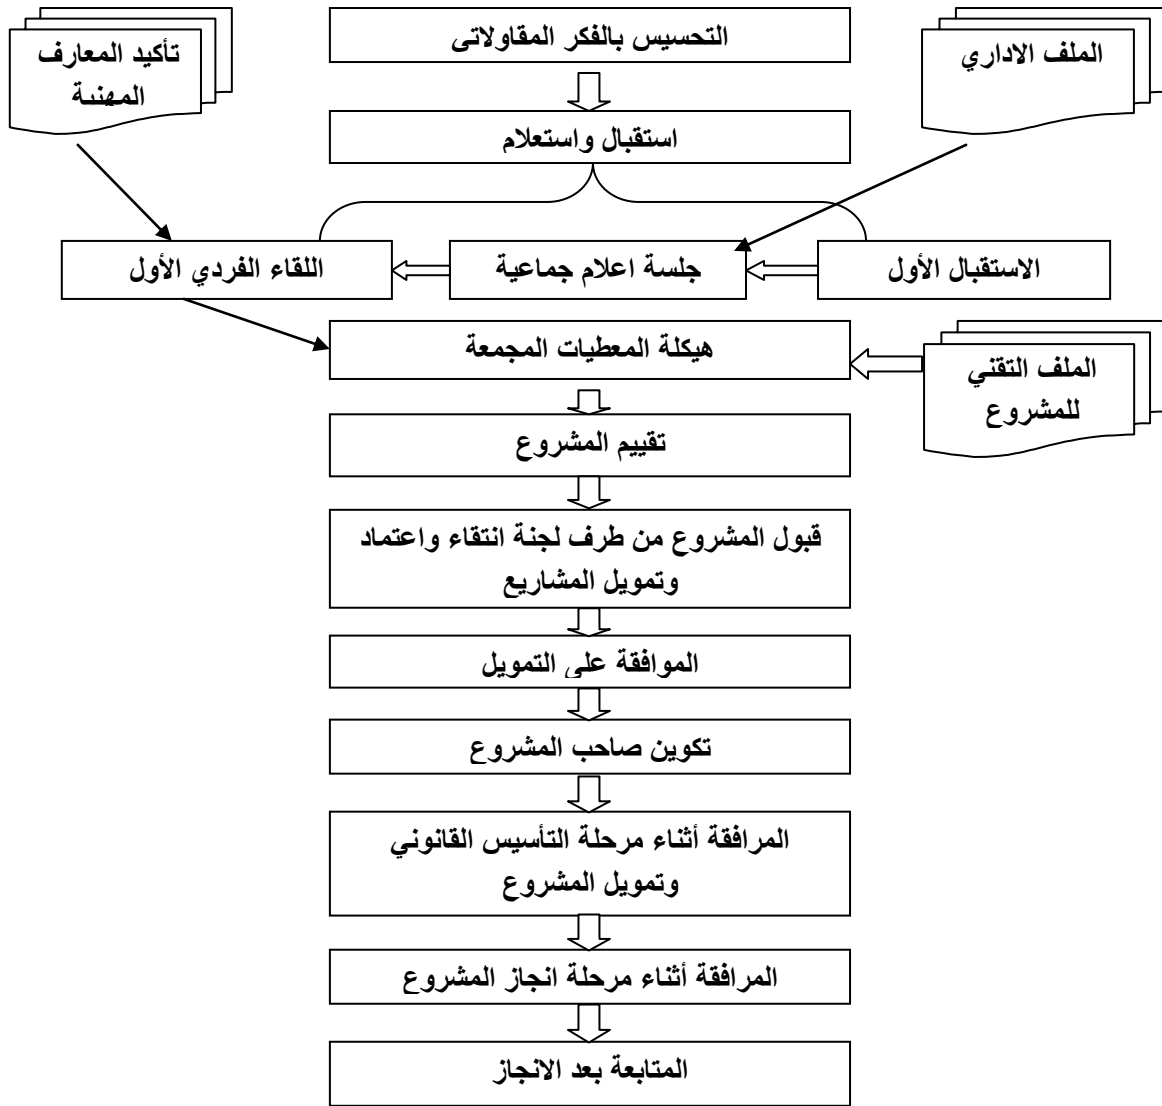 التحسيس بالفكر المقاولاتى
الملف الاداري
تأكيد المعارف
المهنية
استقبال واستعلام
الاستقبال الأول
جلسة اعلام جماعية
اللقاء الفردي الأول
هيكلة المعطيات المجمعة
الملف التقني
للمشروع
تقييم المشروع
قبول المشروع من طرف لجنة انتقاء واعتماد
وتمويل المشاريع
الموافقة على التمويل
تكوين صاحب المشروع
المرافقة أثناء مرحلة التأسيس القانوني
وتمويل المشروع
المرافقة أثناء مرحلة انجاز المشروع
المتابعة بعد الانجاز